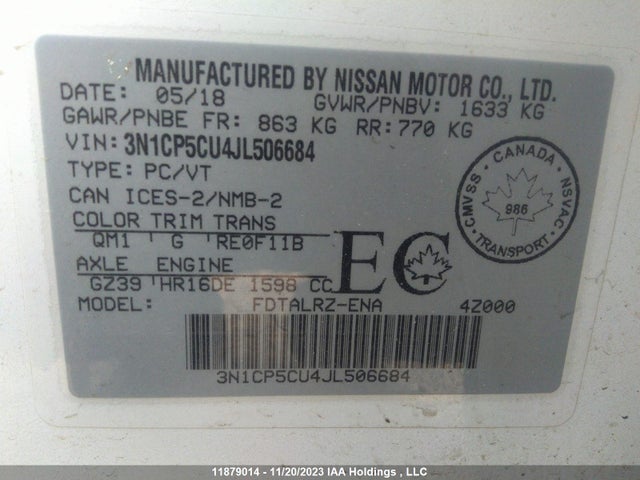 MANUFACTURED BY NISSAN MOTOR CO., LTD.
DATE: 05/18 GVWR/PNBV: 1633 KG
GAWR/PNBE FR: 863 KG RR: 770 KG
VIN: 3N1CP5CU4JL506684
TYPE: PC/VT
CAN ICES-2/NMB-2
COLOR TRIM TRANS
QM1 G RE0F11B
AXLE ENGINE
GZ39 HR16DE 1598 CC
EC
CANADA
CMVSS NSVAC
986
TRANSPORT
MODEL: FDTALRZ-ENA 4Z000
3N1CP5CU4JL506684
11879014 - 11/20/2023 IAA Holdings , LLC